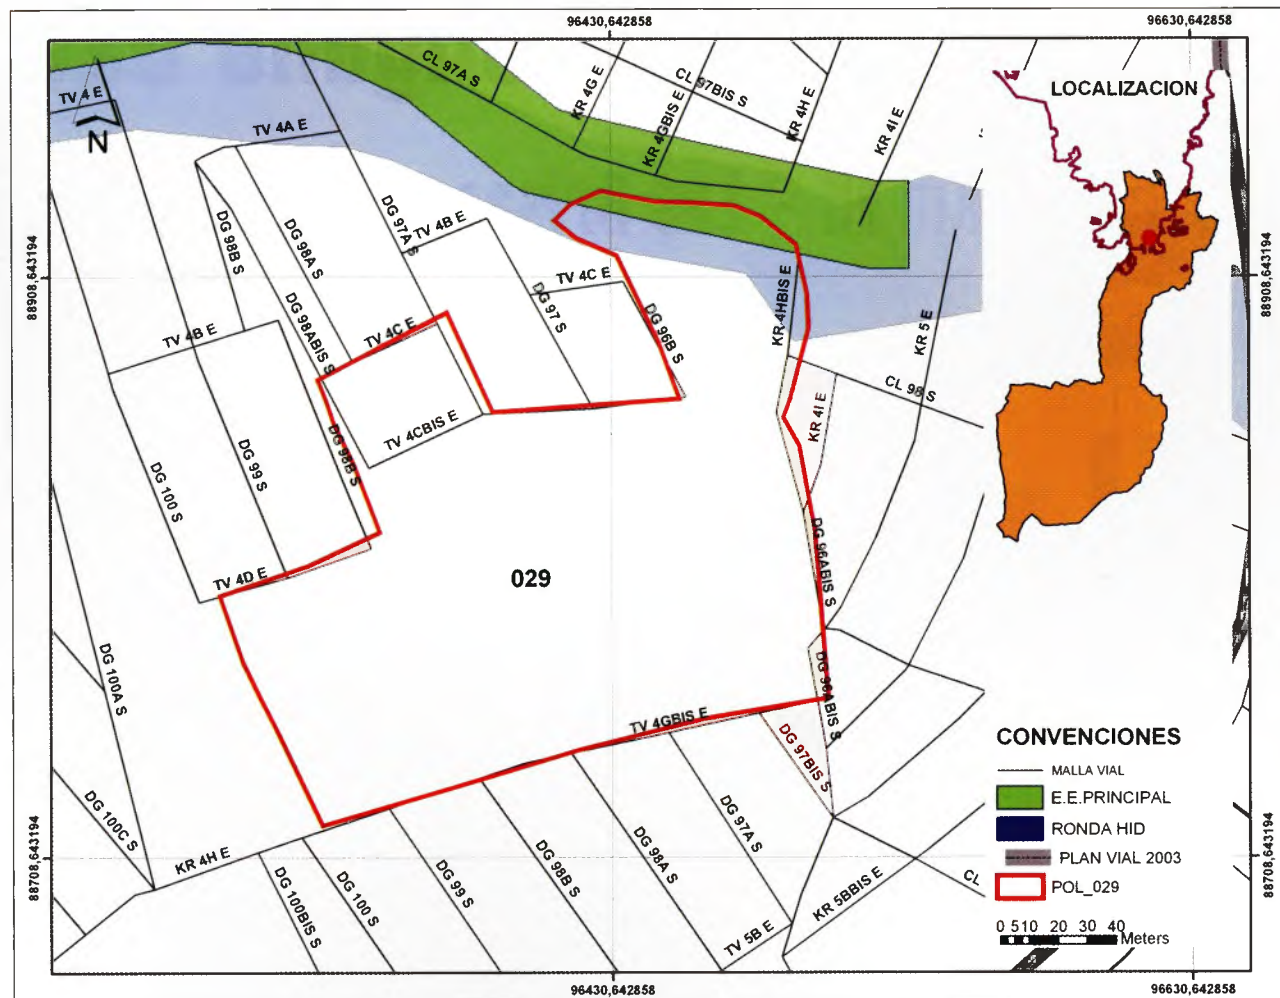 96430,642858
96630,642858
LOCALIZACION
CL 97A S
KR 4G E
CL 97BIS S
KR 4GBIS E
KR 4H E
KR 4I E
TV 4 E
N
TV 4A E
DG 98B S
DG 98A S
DG 97A S
TV 4B E
TV 4C E
DG 97 S
DG 96B S
KR 4HBIS E
KR 5 E
88908,643194
88908,643194
TV 4B E
DG 98ABIS S
TV 4C E
CL 98 S
KR 4I E
TV 4CBIS E
DG 98B S
DG 99 S
DG 100 S
DG 96ABIS S
TV 4D E
029
DG 100A S
DG 96ABIS S
TV 4GBIS E
DG 97BIS S
CONVENCIONES
MALLA VIAL
E.E.PRINCIPAL
RONDA HID
PLAN VIAL 2003
POL_029
0 5 10 20 30 40
Meters
88708,643194
88708,643194
DG 100C S
KR 4H E
DG 100BIS S
DG 100 S
DG 99 S
DG 98B S
DG 98A S
DG 97A S
TV 5B E
KR 5BBIS E
CL
96430,642858
96630,642858